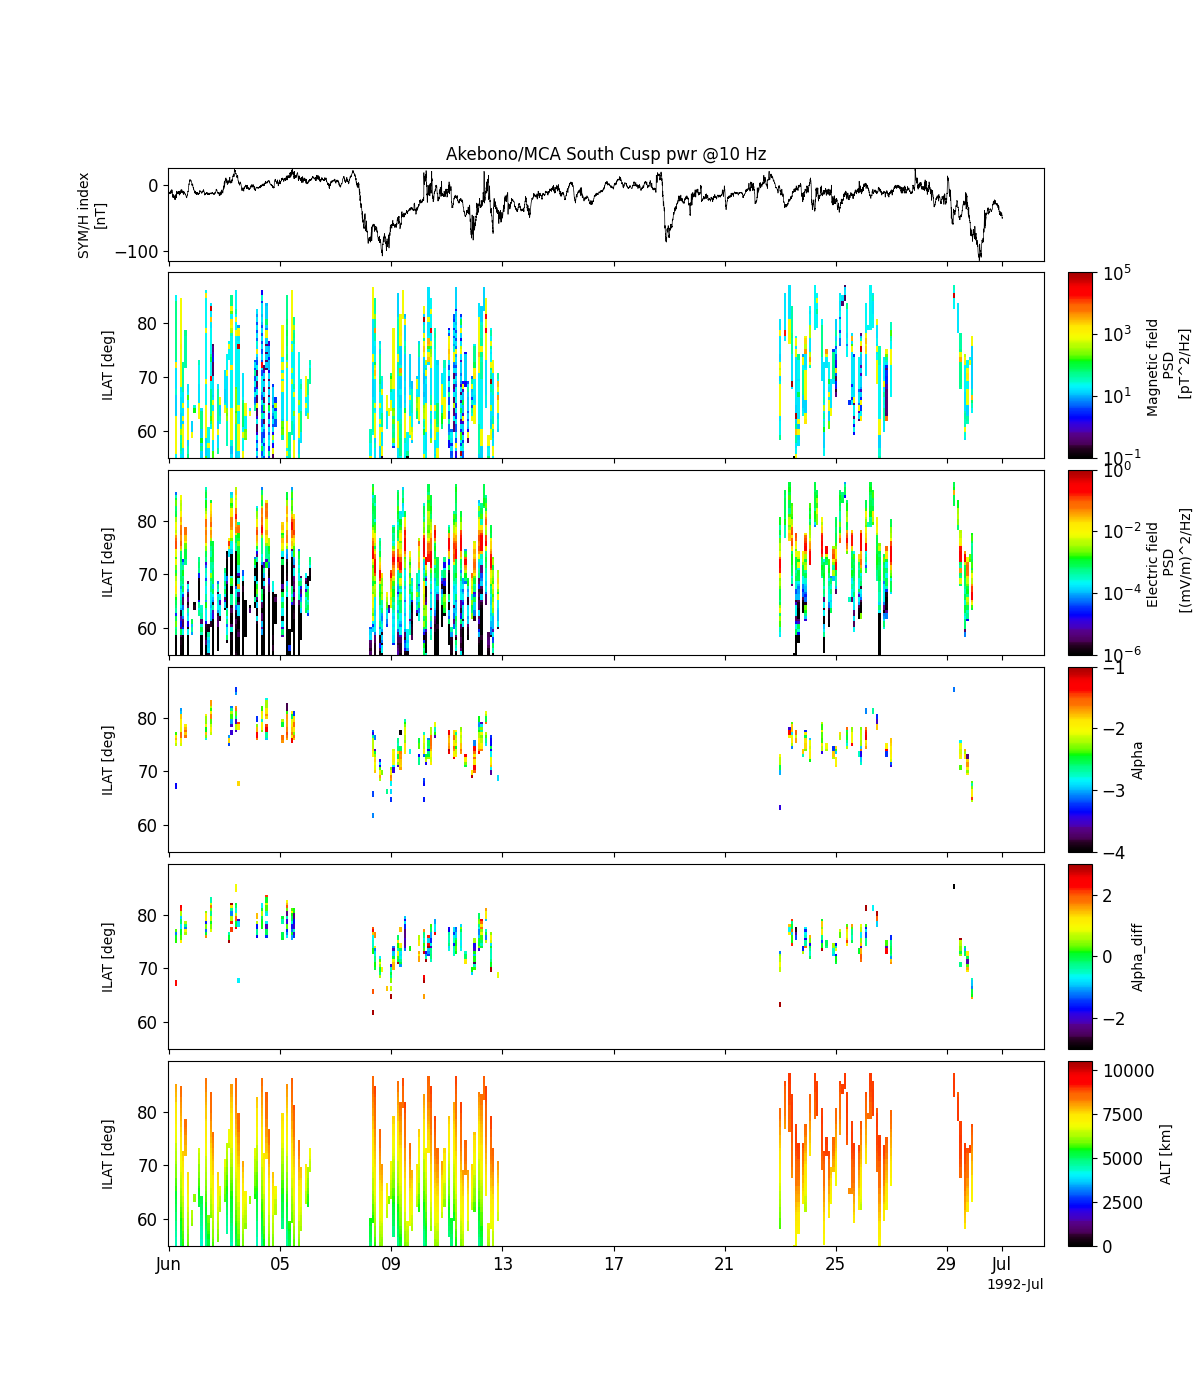 Akebono/MCA South Cusp pwr @10 Hz
SYM/H index
[nT]
0
−100
ILAT [deg]
80
70
60
10^5
10^3
10^1
10^−1
Magnetic field
PSD
[pT^2/Hz]
ILAT [deg]
80
70
60
10^0
10^−2
10^−4
10^−6
Electric field
PSD
[(mV/m)^2/Hz]
ILAT [deg]
80
70
60
−1
−2
−3
−4
Alpha
ILAT [deg]
80
70
60
2
0
−2
Alpha_diff
ILAT [deg]
80
70
60
10000
7500
5000
2500
0
ALT [km]
Jun 05 09 13 17 21 25 29 Jul
1992-Jul